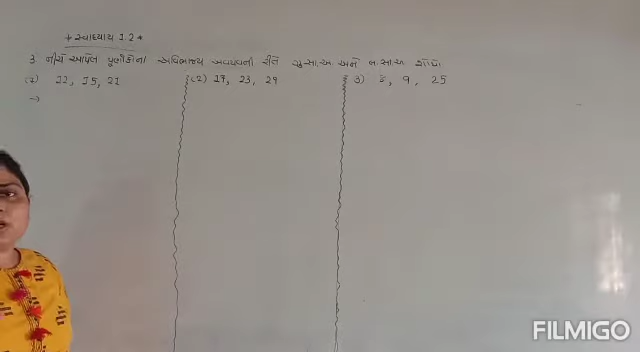 * સ્વાધ્યાય 1.2 *
3 નીચે આપેલ પૂર્ણાંકોના અવિભાજ્ય અવયવની રીતે ગુ.સા.અ અને લ.સા.અ શોધો.
(1) 12, 15, 21 (2) 17, 23, 29 3) 8, 9, 25
→
FILMIGO